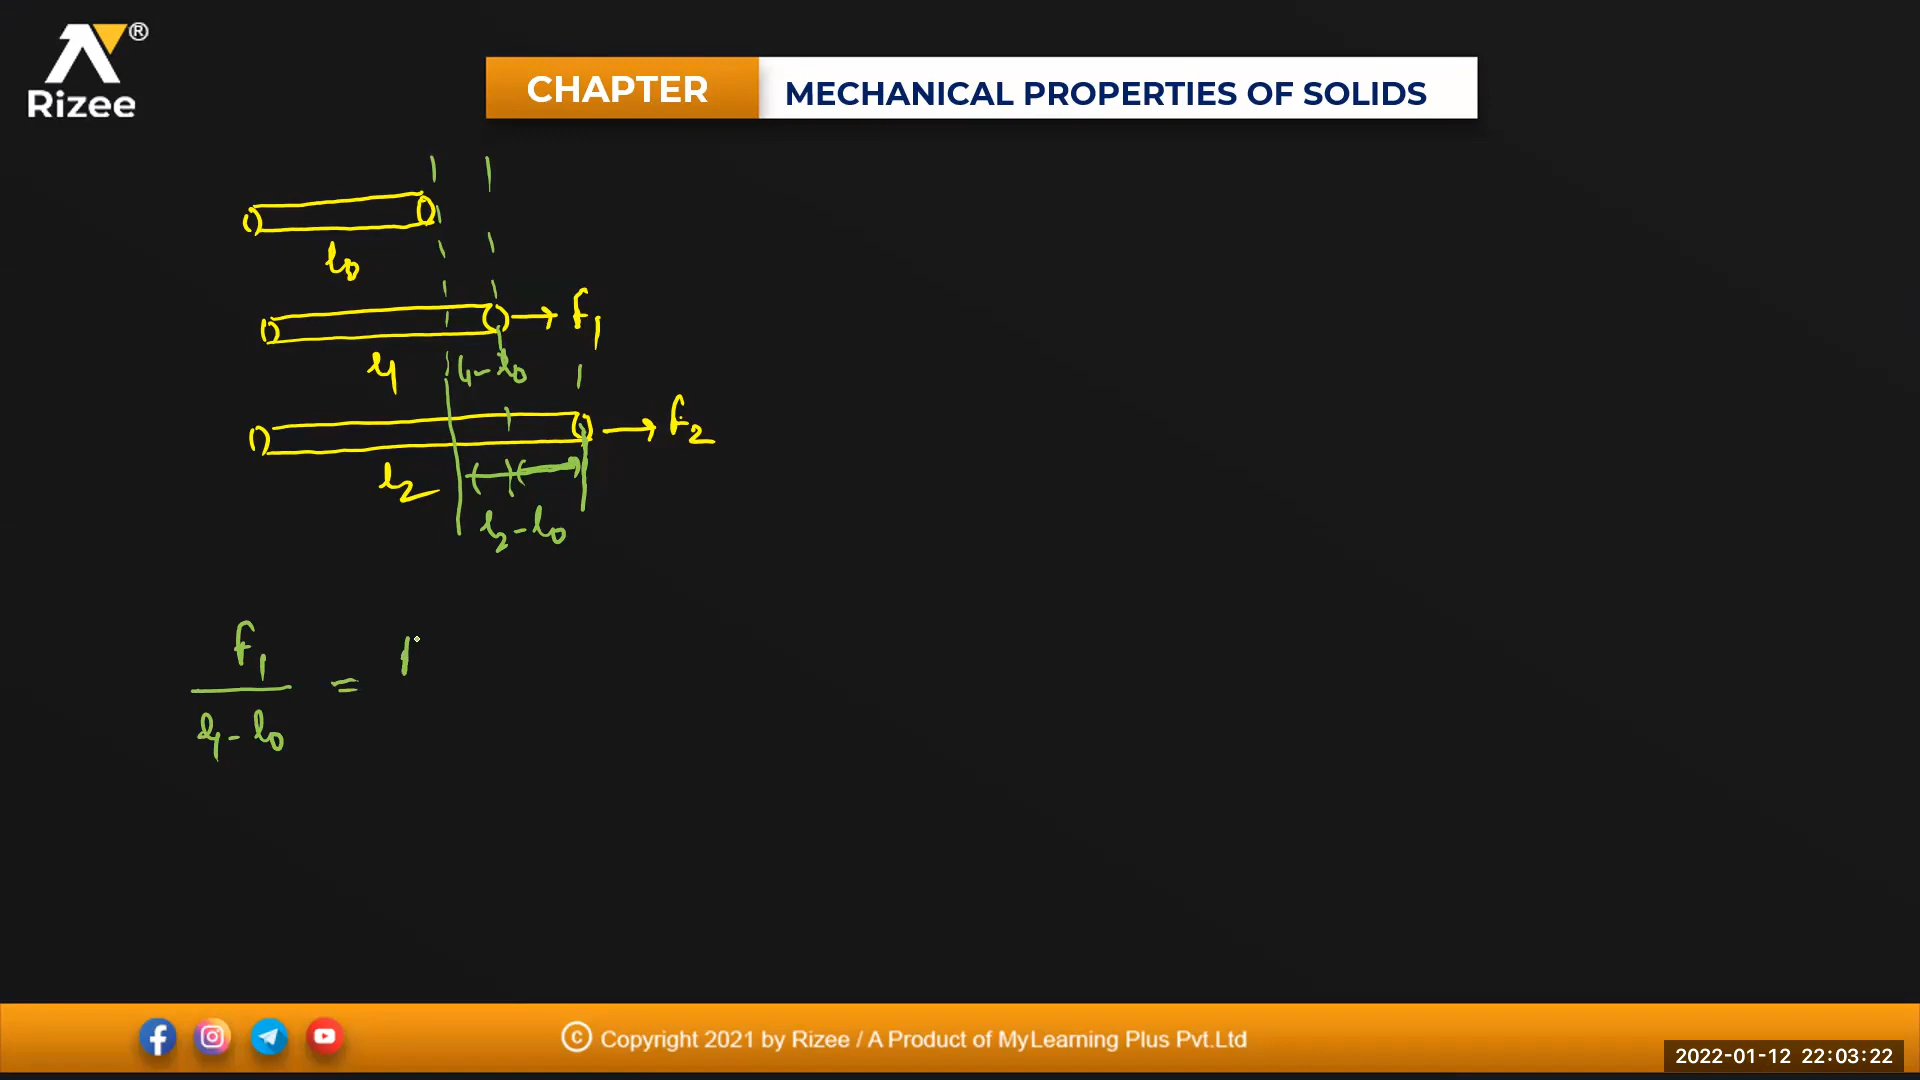 Rizee®
CHAPTER MECHANICAL PROPERTIES OF SOLIDS
l0
F1
l1 l1-l0
F2
l2
l2-l0
F1
=
l1-l0
© Copyright 2021 by Rizee / A Product of MyLearning Plus Pvt.Ltd
2022-01-12 22:03:22